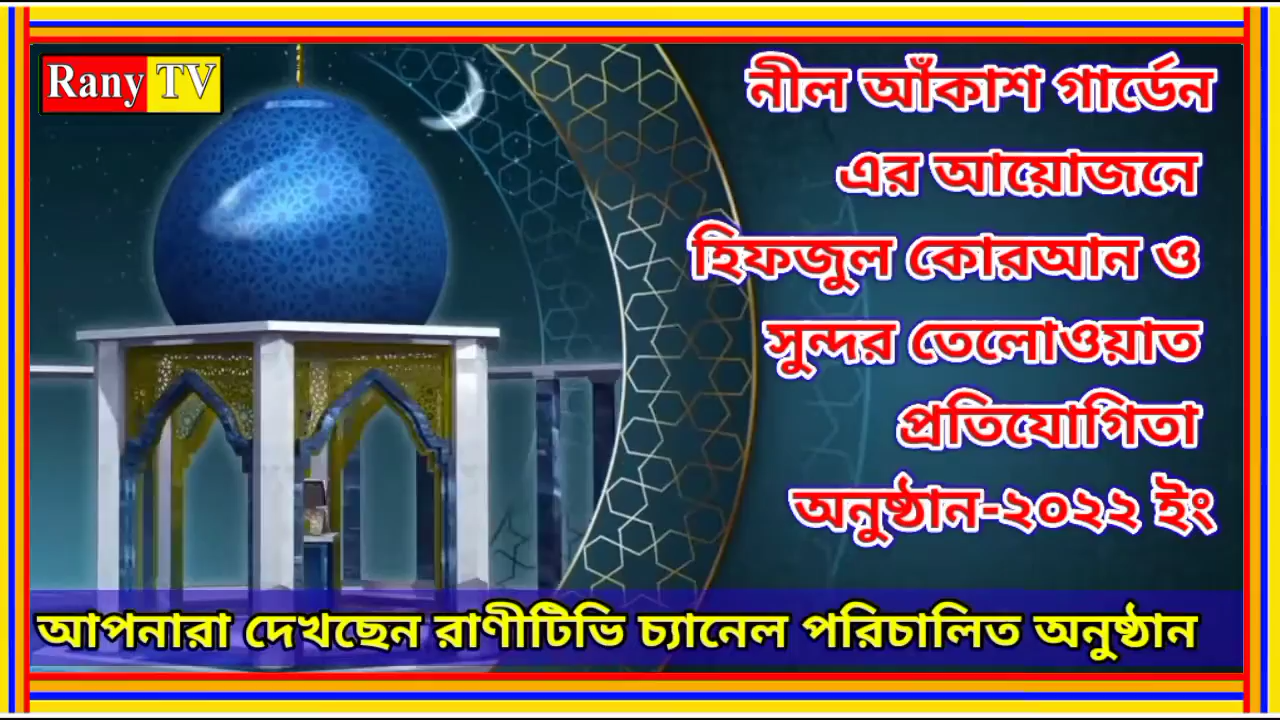 Rany TV
নীল আঁকাশ গার্ডেন
এর আয়োজনে
হিফজুল কোরআন ও
সুন্দর তেলোওয়াত
প্রতিযোগিতা
অনুষ্ঠান-২০২২ ইং
আপনারা দেখছেন রাণীটিভি চ্যানেল পরিচালিত অনুষ্ঠান